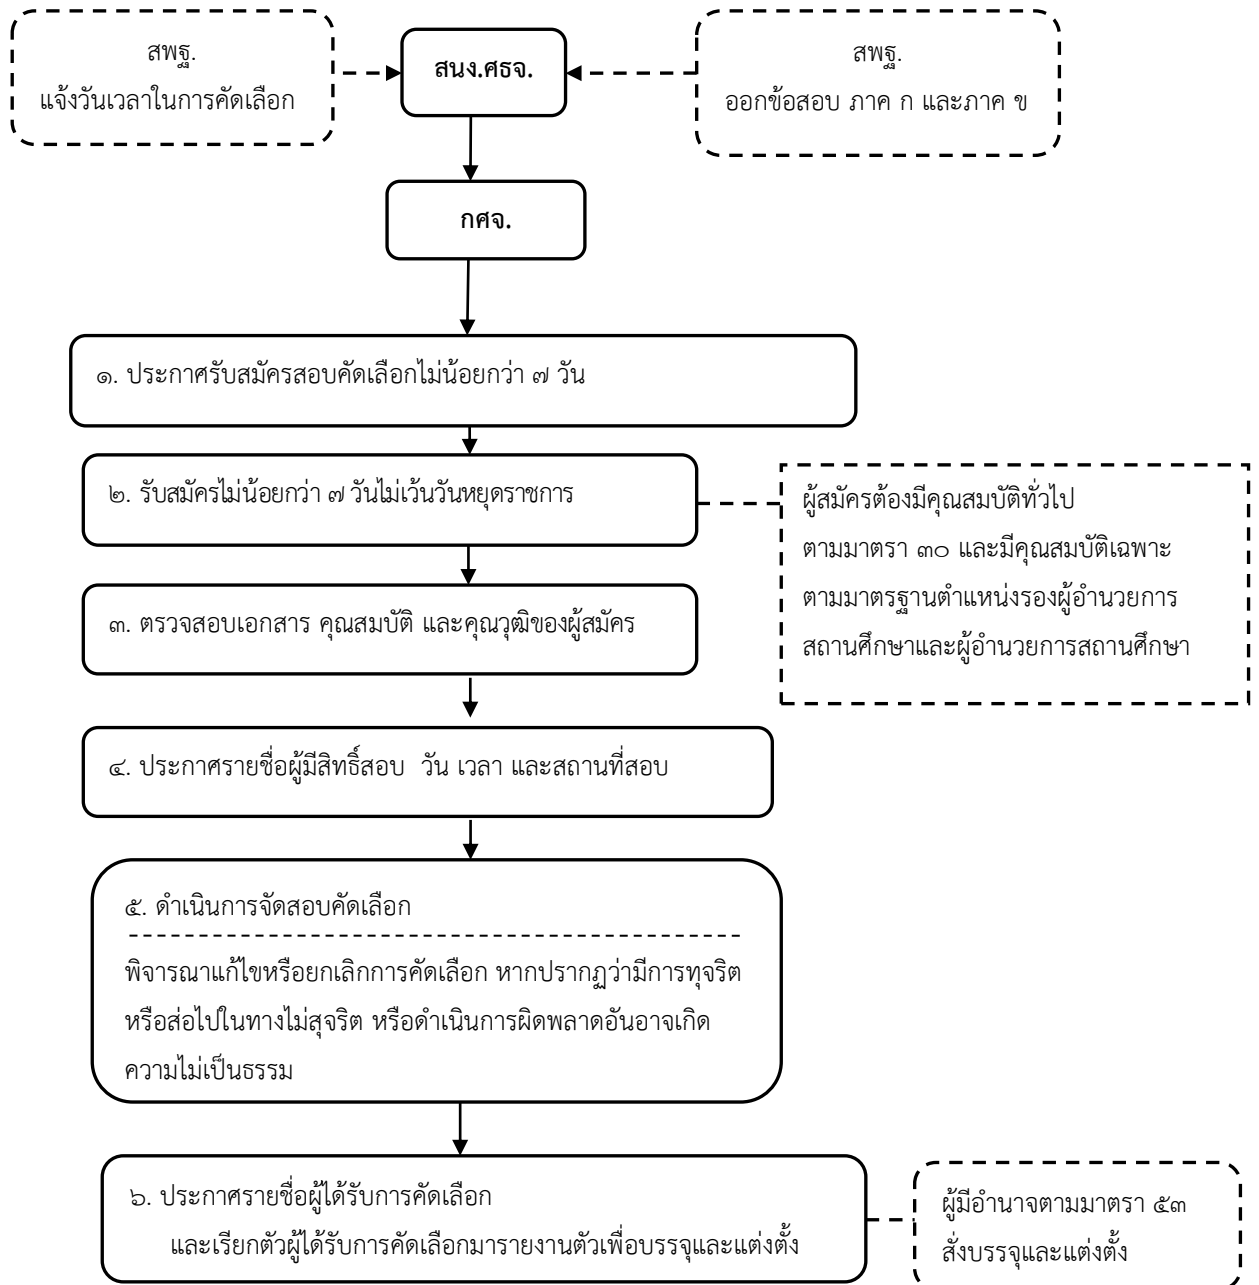 สพฐ.
แจ้งวันเวลาในการคัดเลือก
สนง.ศธจ.
สพฐ.
ออกข้อสอบ ภาค ก และภาค ข
กศจ.
๑. ประกาศรับสมัครสอบคัดเลือกไม่น้อยกว่า ๗ วัน
๒. รับสมัครไม่น้อยกว่า ๗ วันไม่เว้นวันหยุดราชการ
ผู้สมัครต้องมีคุณสมบัติทั่วไป
ตามมาตรา ๓๐ และมีคุณสมบัติเฉพาะ
ตามมาตรฐานตำแหน่งรองผู้อำนวยการ
สถานศึกษาและผู้อำนวยการสถานศึกษา
๓. ตรวจสอบเอกสาร คุณสมบัติ และคุณวุฒิของผู้สมัคร
๔. ประกาศรายชื่อผู้มีสิทธิ์สอบ วัน เวลา และสถานที่สอบ
๕. ดำเนินการจัดสอบคัดเลือก
พิจารณาแก้ไขหรือยกเลิกการคัดเลือก หากปรากฏว่ามีการทุจริต
หรือส่อไปในทางไม่สุจริต หรือดำเนินการผิดพลาดอันอาจเกิด
ความไม่เป็นธรรม
๖. ประกาศรายชื่อผู้ได้รับการคัดเลือก
และเรียกตัวผู้ได้รับการคัดเลือกมารายงานตัวเพื่อบรรจุและแต่งตั้ง
ผู้มีอำนาจตามมาตรา ๕๓
สั่งบรรจุและแต่งตั้ง